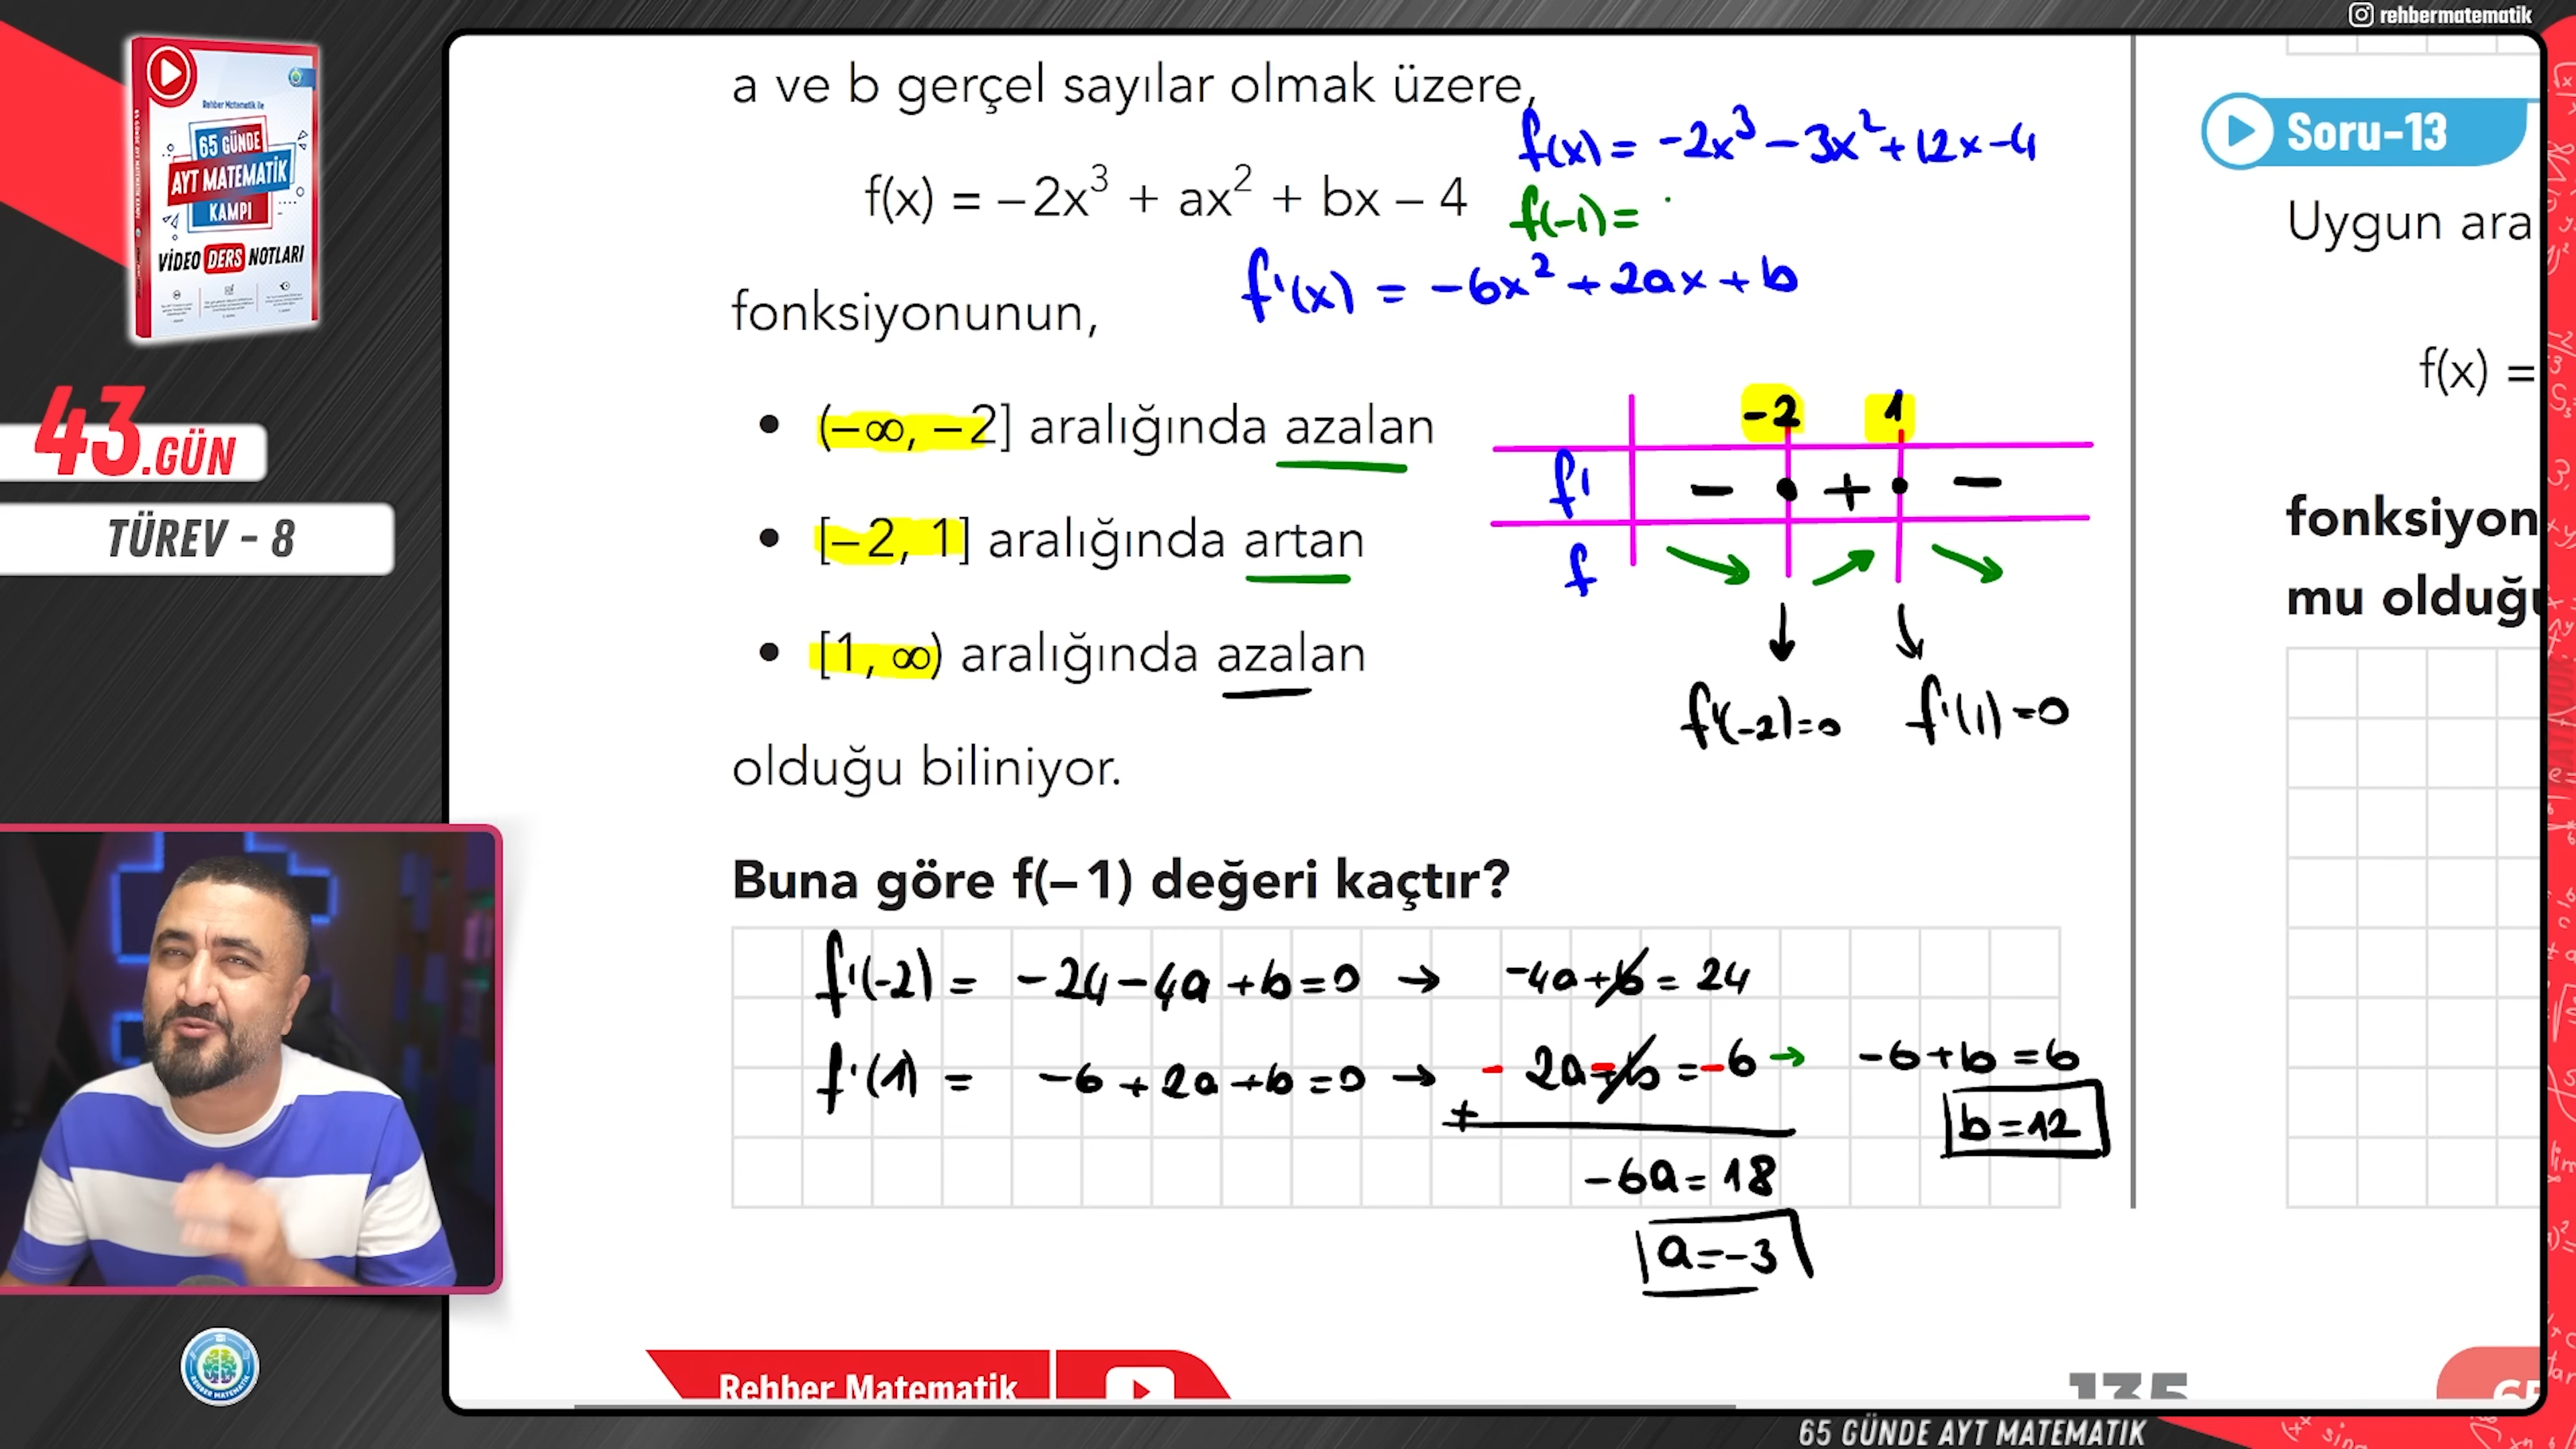 rehbermatematik
Rehber Matematik ile
65 GÜNDE
AYT MATEMATİK
KAMPI
VİDEO DERS NOTLARI
43.GÜN
TÜREV - 8
a ve b gerçel sayılar olmak üzere,
f(x) = -2x³ - 3x² + 12x - 4
f(x) = −2x³ + ax² + bx − 4
f(-1) =
f'(x) = -6x² + 2ax + b
fonksiyonunun,
• (−∞, −2] aralığında azalan
• [−2, 1] aralığında artan
• [1, ∞) aralığında azalan
-2 1
f' - + -
f
f'(-2)=0 f'(1)=0
olduğu biliniyor.
Buna göre f(−1) değeri kaçtır?
f'(-2) = -24-4a+b=0 → -4a+b = 24
f'(1) = -6+2a+b=0 → - 2a-b = -6 → -6+b=6
+
b=12
-6a=18
a=-3
Soru-13
Uygun ara
f(x) =
fonksiyon
mu olduğu
Rehber Matematik
135
REHBER MATEMATİK
65 GÜNDE AYT MATEMATİK